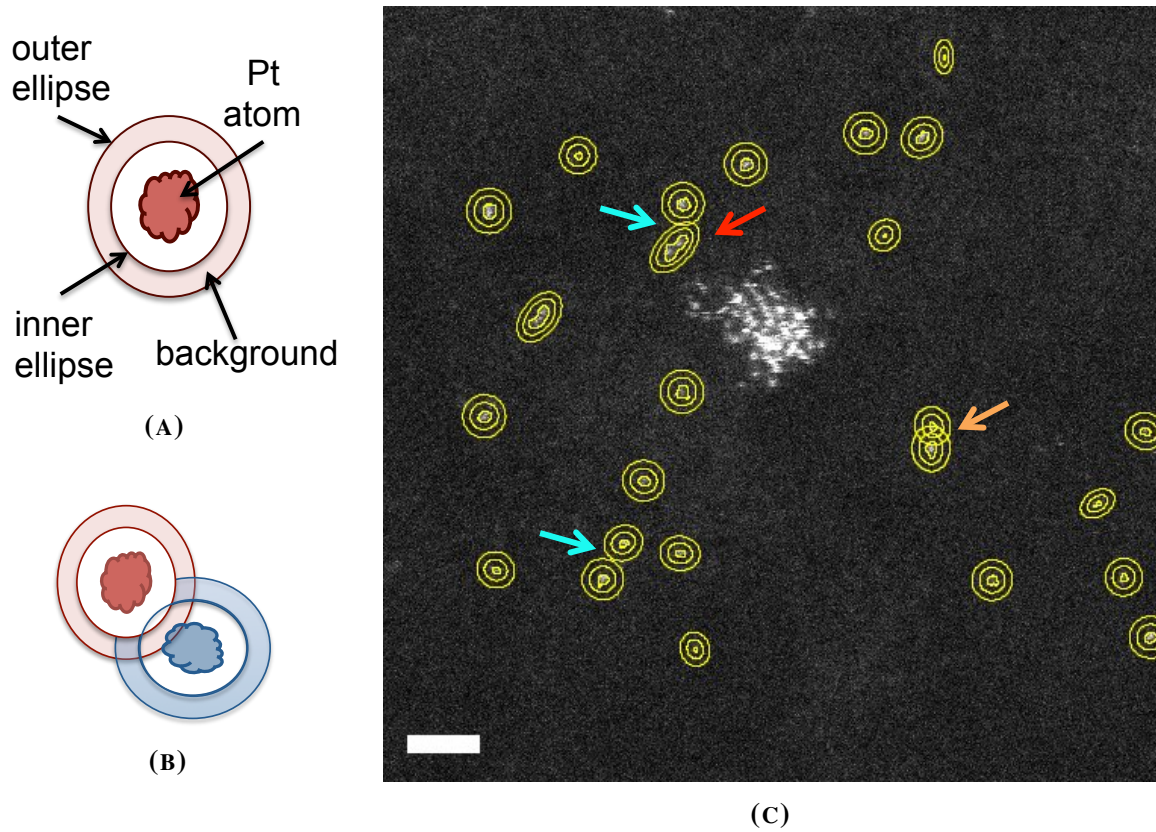 outer
ellipse
Pt
atom
inner
ellipse
background
(A)
(B)
(C)